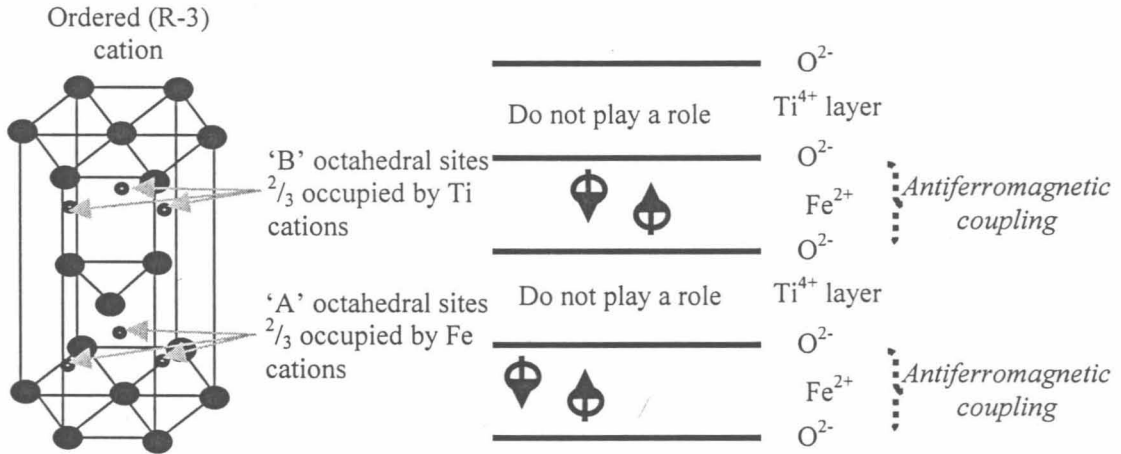 Ordered (R-3)
cation
'B' octahedral sites
2/3 occupied by Ti
cations
'A' octahedral sites
2/3 occupied by Fe
cations
O²⁻
Do not play a role Ti⁴⁺ layer
O²⁻
Fe²⁺
O²⁻
Do not play a role Ti⁴⁺ layer
O²⁻
Fe²⁺
O²⁻
Antiferromagnetic
coupling
Antiferromagnetic
coupling